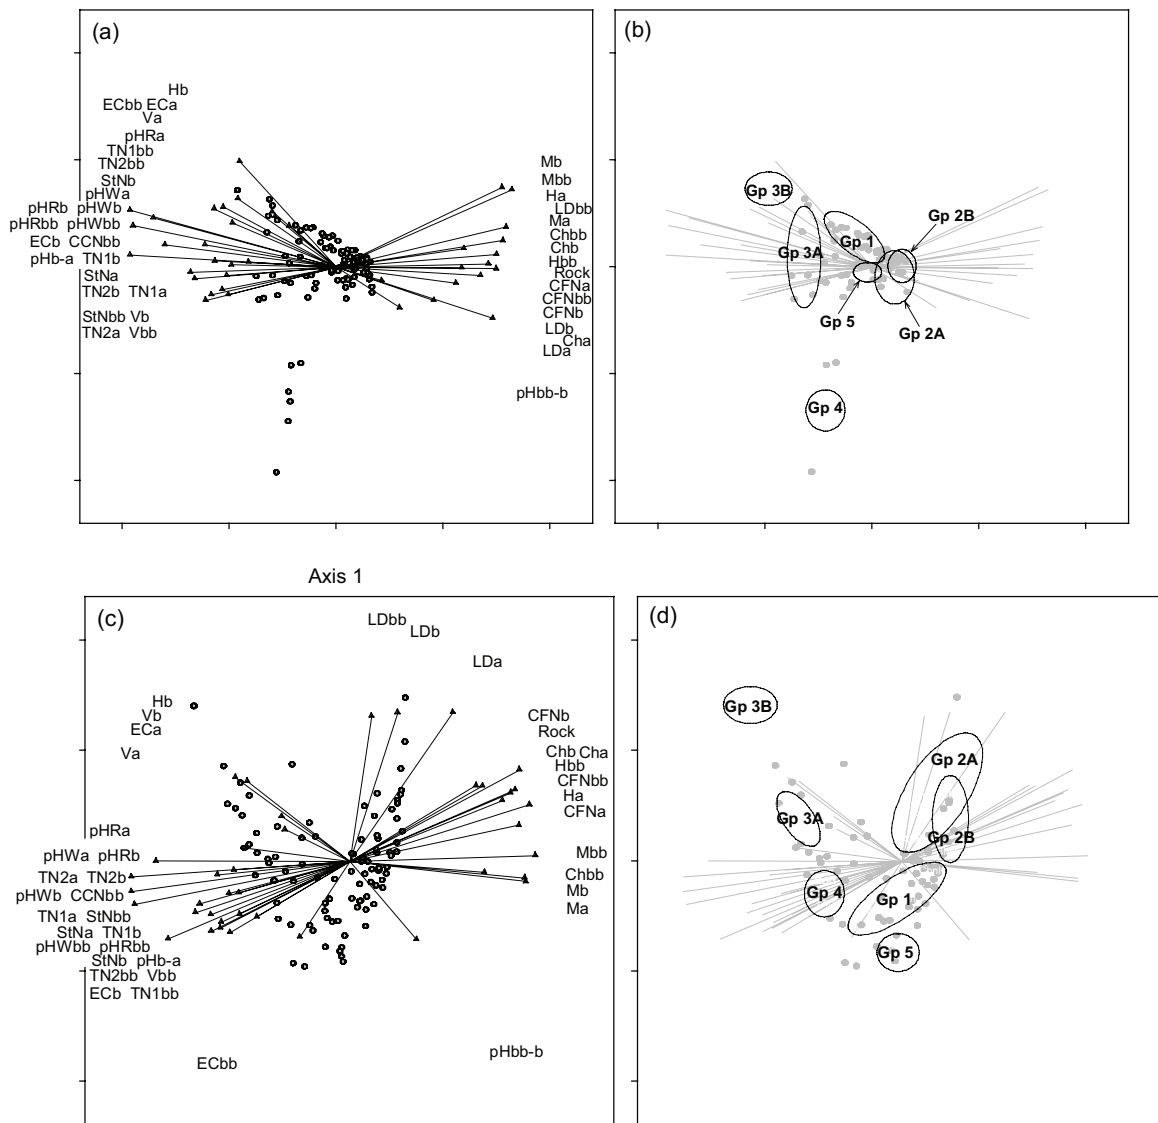 (a)
Hb
ECbb ECa
Va
pHRa
TN1bb
TN2bb
StNb
pHWa
pHRb pHWb
pHRbb pHWbb
ECb CCNbb
pHb-a TN1b
StNa
TN2b TN1a
StNbb Vb
TN2a Vbb
Mb
Mbb
Ha
LDbb
Ma
Chbb
Chb
Hbb
Rock
CFNa
CFNbb
CFNb
LDb
Cha
LDa
pHbb-b
(b)
Gp 3B
Gp 2B
Gp 1
Gp 3A
Gp 5
Gp 2A
Gp 4
Axis 1
(c)
LDbb
LDb
LDa
Hb
Vb
ECa
Va
pHRa
pHWa pHRb
TN2a TN2b
pHWb CCNbb
TN1a StNbb
StNa TN1b
pHWbb pHRbb
StNb pHb-a
TN2bb Vbb
ECb TN1bb
ECbb
CFNb
Rock
Chb Cha
Hbb
CFNbb
Ha
CFNa
Mbb
Chbb
Mb
Ma
pHbb-b
(d)
Gp 3B
Gp 2A
Gp 3A
Gp 2B
Gp 4
Gp 1
Gp 5